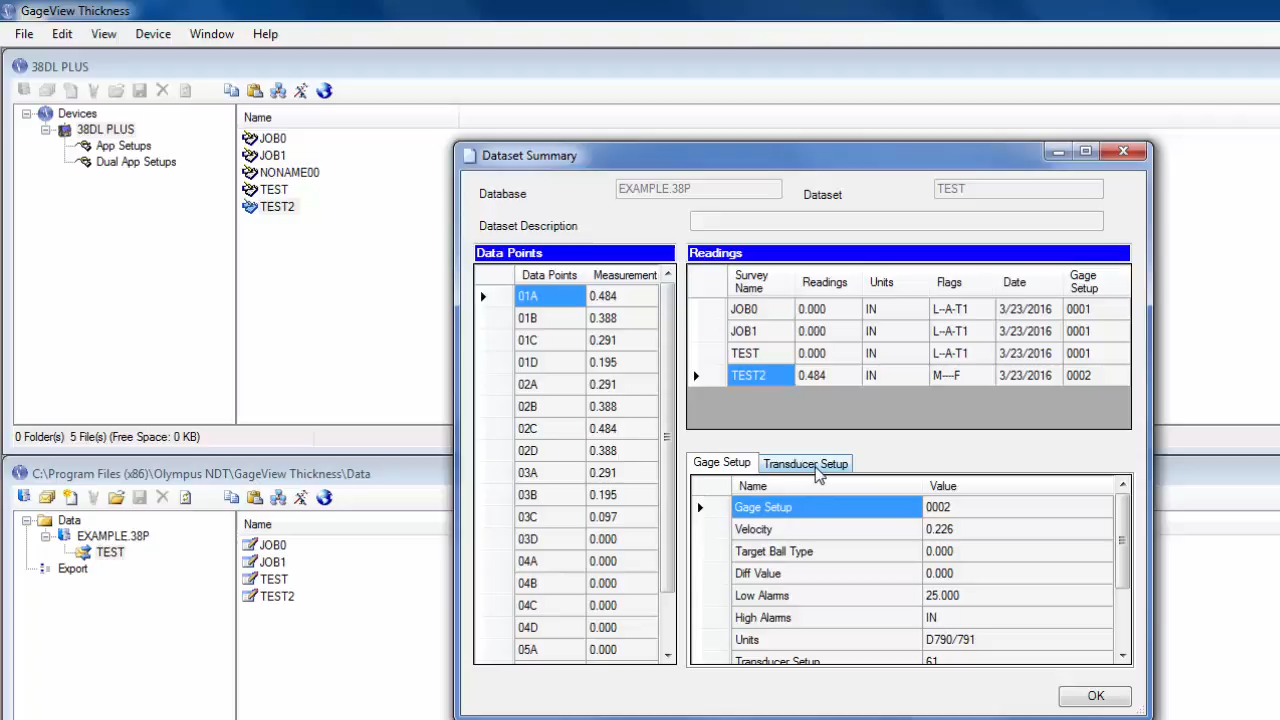 GageView Thickness
File Edit View Device Window Help
38DL PLUS
Devices
38DL PLUS
App Setups
Dual App Setups
Name
JOB0
JOB1
NONAME00
TEST
TEST2
0 Folder(s) 5 File(s) (Free Space: 0 KB)
C:\Program Files (x86)\Olympus NDT\GageView Thickness\Data
Data
EXAMPLE.38P
TEST
Export
Name
JOB0
JOB1
TEST
TEST2
Dataset Summary
Database EXAMPLE.38P Dataset TEST
Dataset Description
Data Points
Data Points Measurement
01A 0.484
01B 0.388
01C 0.291
01D 0.195
02A 0.291
02B 0.388
02C 0.484
02D 0.388
03A 0.291
03B 0.195
03C 0.097
03D 0.000
04A 0.000
04B 0.000
04C 0.000
04D 0.000
05A 0.000
Readings
Survey Name Readings Units Flags Date Gage Setup
JOB0 0.000 IN L--A-T1 3/23/2016 0001
JOB1 0.000 IN L--A-T1 3/23/2016 0001
TEST 0.000 IN L--A-T1 3/23/2016 0001
TEST2 0.484 IN M----F 3/23/2016 0002
Gage Setup Transducer Setup
Name Value
Gage Setup 0002
Velocity 0.226
Target Ball Type 0.000
Diff Value 0.000
Low Alarms 25.000
High Alarms IN
Units D790/791
Transducer Setup 61
OK